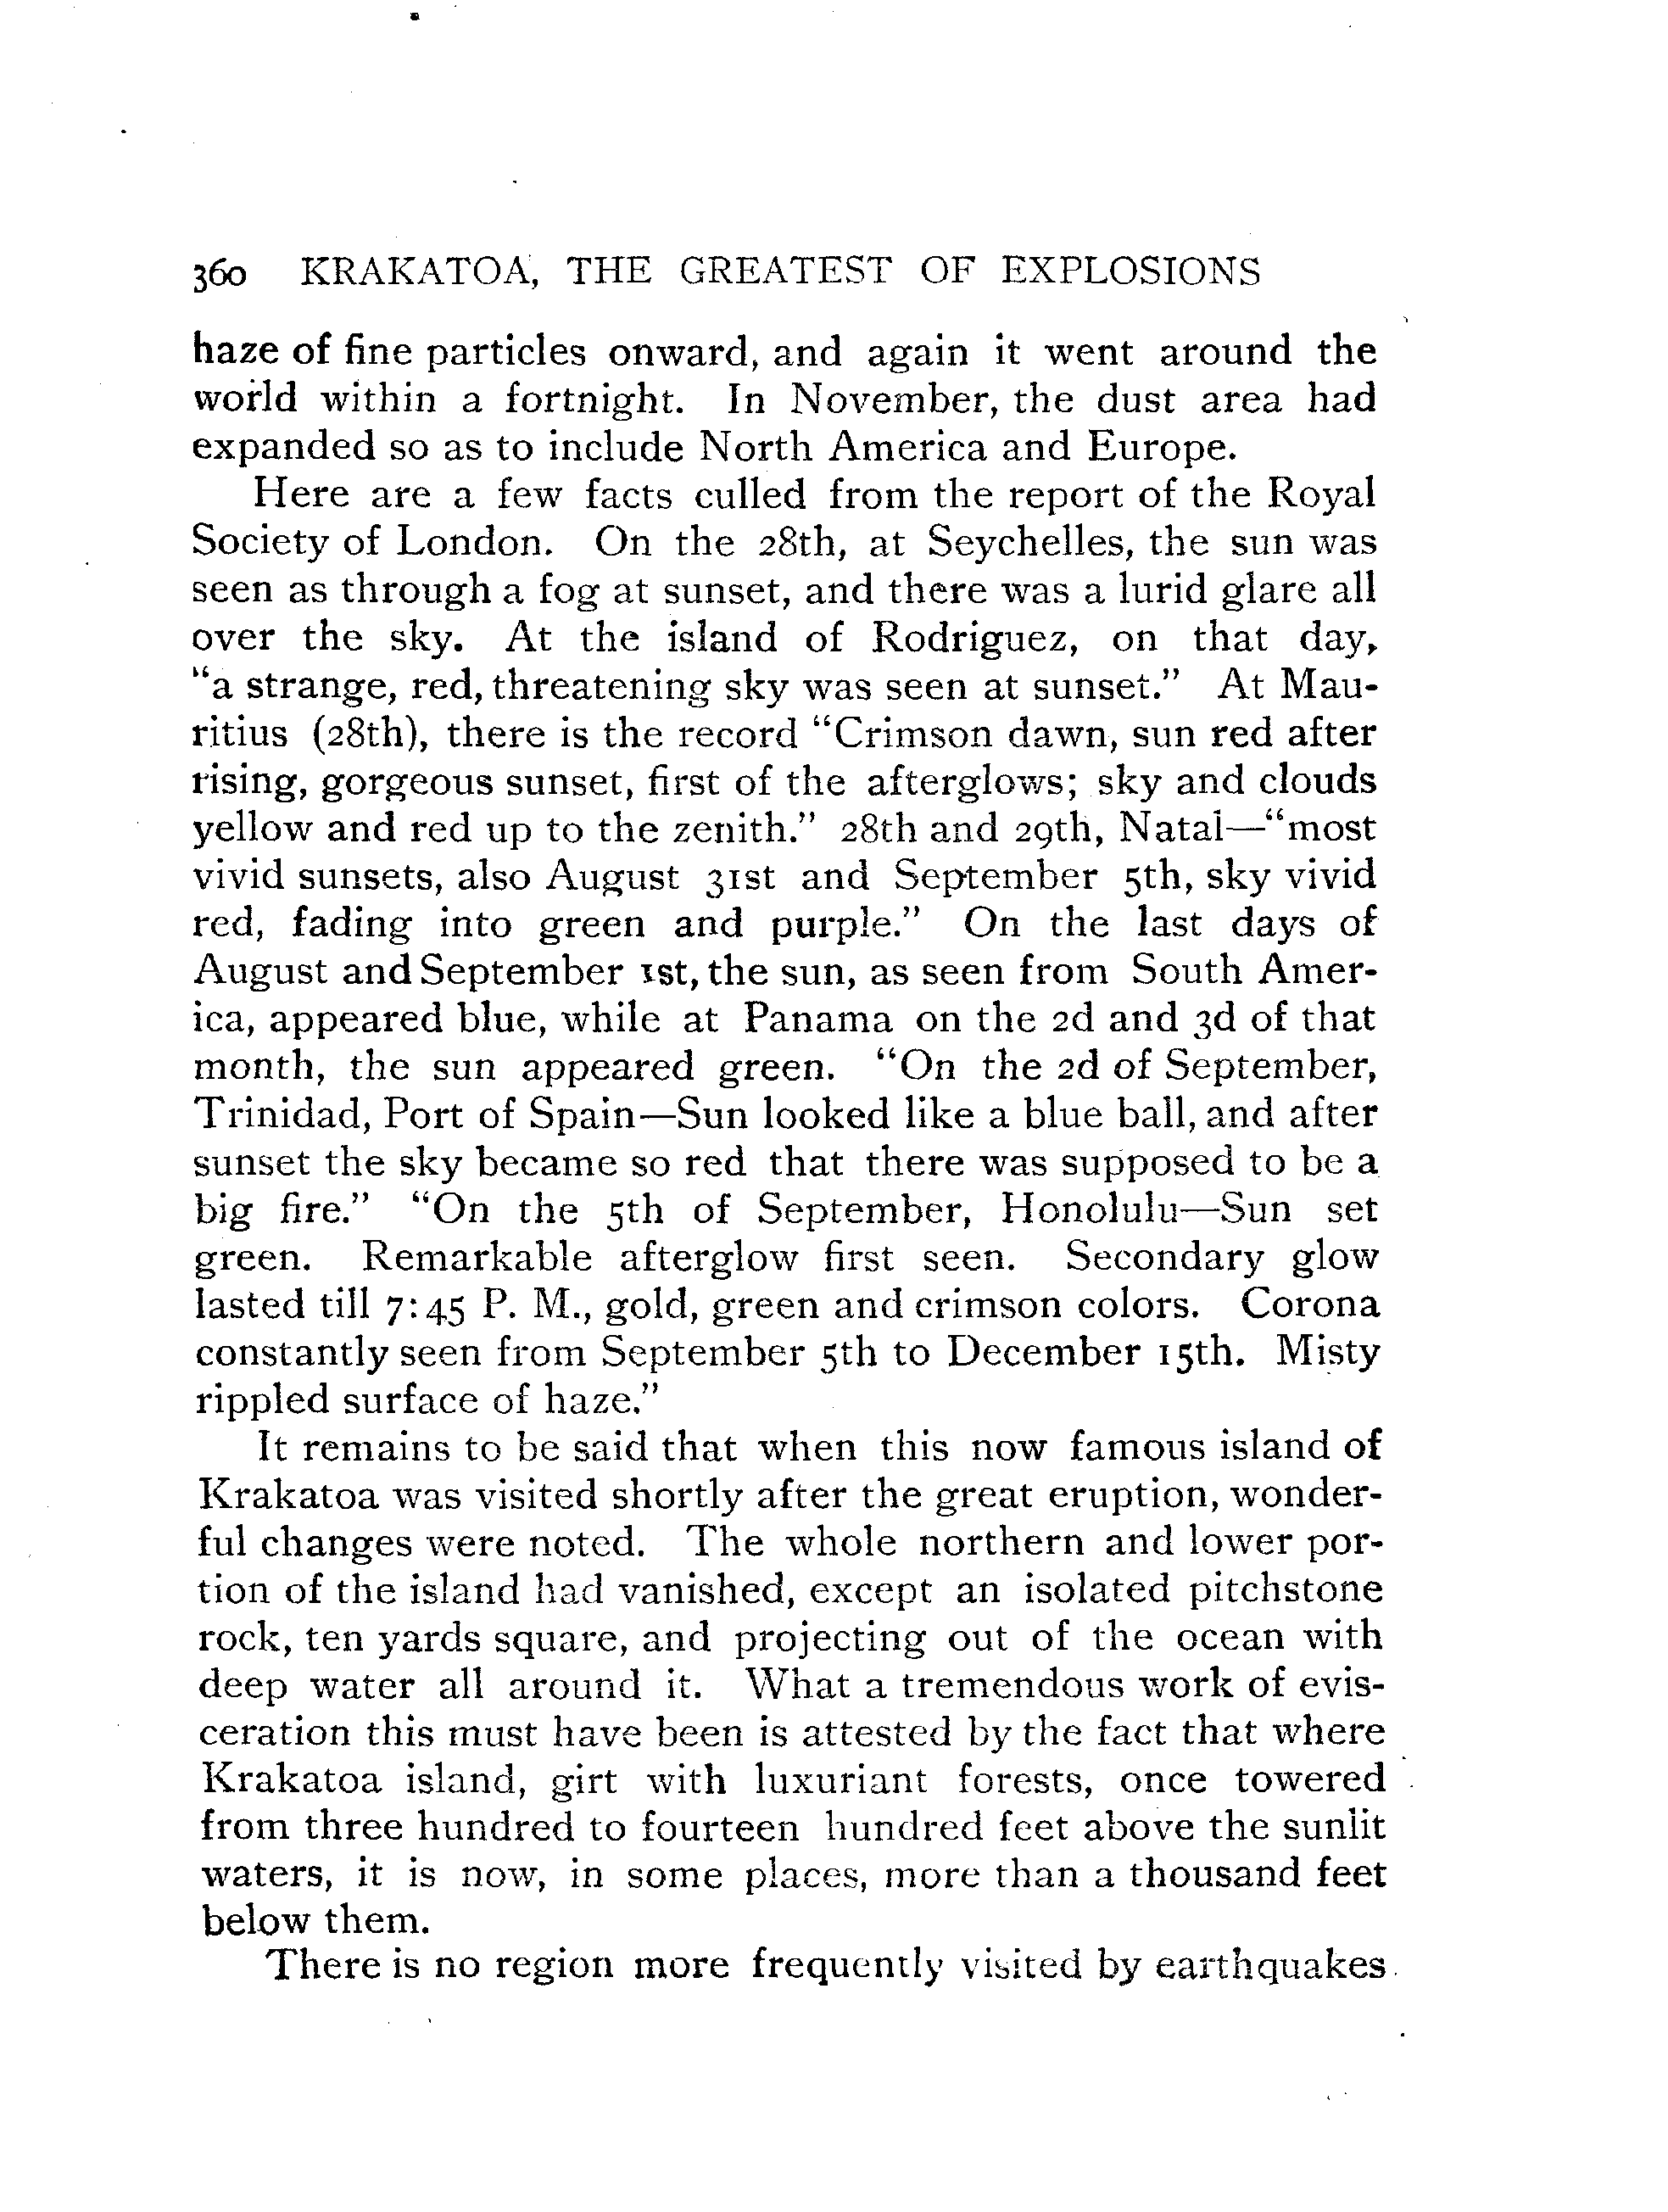 360 KRAKATOA, THE GREATEST OF EXPLOSIONS
haze of fine particles onward, and again it went around the
world within a fortnight. In November, the dust area had
expanded so as to include North America and Europe.
Here are a few facts culled from the report of the Royal
Society of London. On the 28th, at Seychelles, the sun was
seen as through a fog at sunset, and there was a lurid glare all
over the sky. At the island of Rodriguez, on that day,
“a strange, red, threatening sky was seen at sunset.” At Mau-
ritius (28th), there is the record “Crimson dawn, sun red after
rising, gorgeous sunset, first of the afterglows; sky and clouds
yellow and red up to the zenith.” 28th and 29th, Natal—“most
vivid sunsets, also August 31st and September 5th, sky vivid
red, fading into green and purple.” On the last days of
August and September 1st, the sun, as seen from South Amer-
ica, appeared blue, while at Panama on the 2d and 3d of that
month, the sun appeared green. “On the 2d of September,
Trinidad, Port of Spain—Sun looked like a blue ball, and after
sunset the sky became so red that there was supposed to be a
big fire.” “On the 5th of September, Honolulu—Sun set
green. Remarkable afterglow first seen. Secondary glow
lasted till 7:45 P. M., gold, green and crimson colors. Corona
constantly seen from September 5th to December 15th. Misty
rippled surface of haze.”
It remains to be said that when this now famous island of
Krakatoa was visited shortly after the great eruption, wonder-
ful changes were noted. The whole northern and lower por-
tion of the island had vanished, except an isolated pitchstone
rock, ten yards square, and projecting out of the ocean with
deep water all around it. What a tremendous work of evis-
ceration this must have been is attested by the fact that where
Krakatoa island, girt with luxuriant forests, once towered
from three hundred to fourteen hundred feet above the sunlit
waters, it is now, in some places, more than a thousand feet
below them.
There is no region more frequently visited by earthquakes